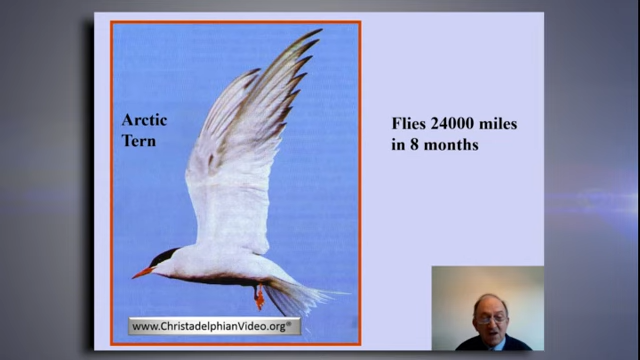 Arctic
Tern
Flies 24000 miles
in 8 months
www.ChristadelphianVideo.org®